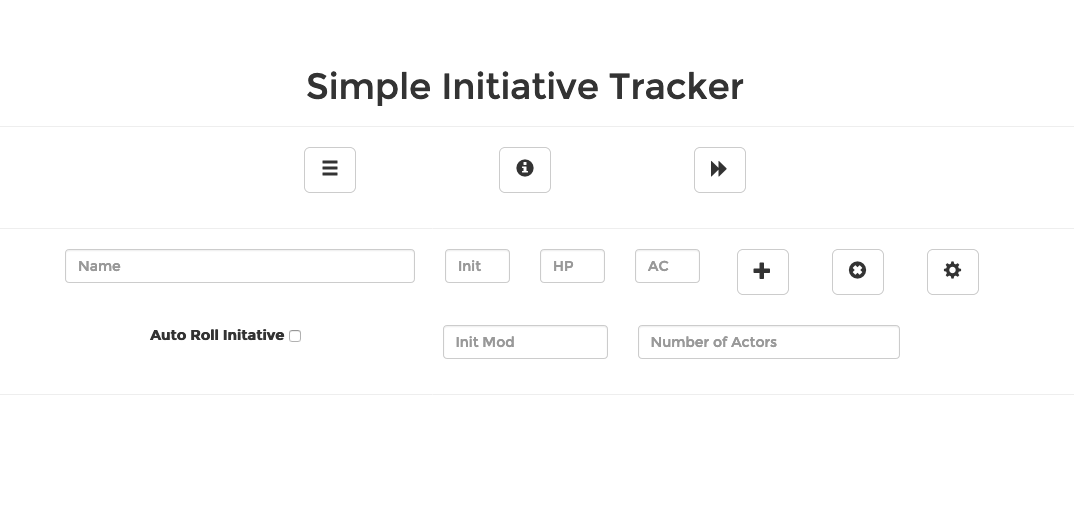 Simple Initiative Tracker
Name Init HP AC
Auto Roll Initative Init Mod Number of Actors